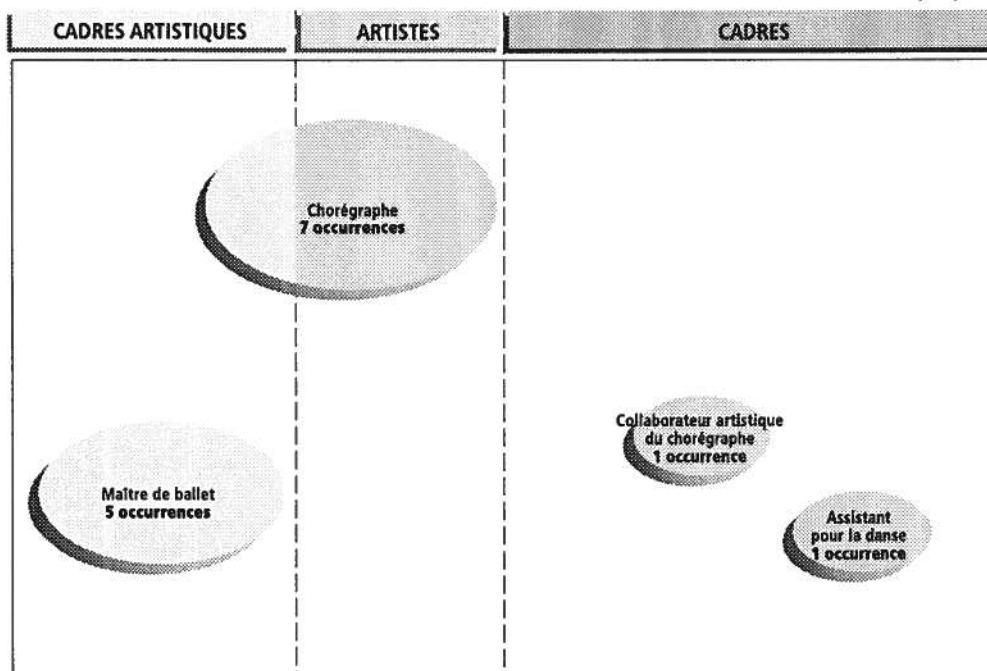 CADRES ARTISTIQUES
ARTISTES
CADRES
Chorégraphe
7 occurrences
Collaborateur artistique
du chorégraphe
1 occurrence
Maître de ballet
5 occurrences
Assistant
pour la danse
1 occurrence